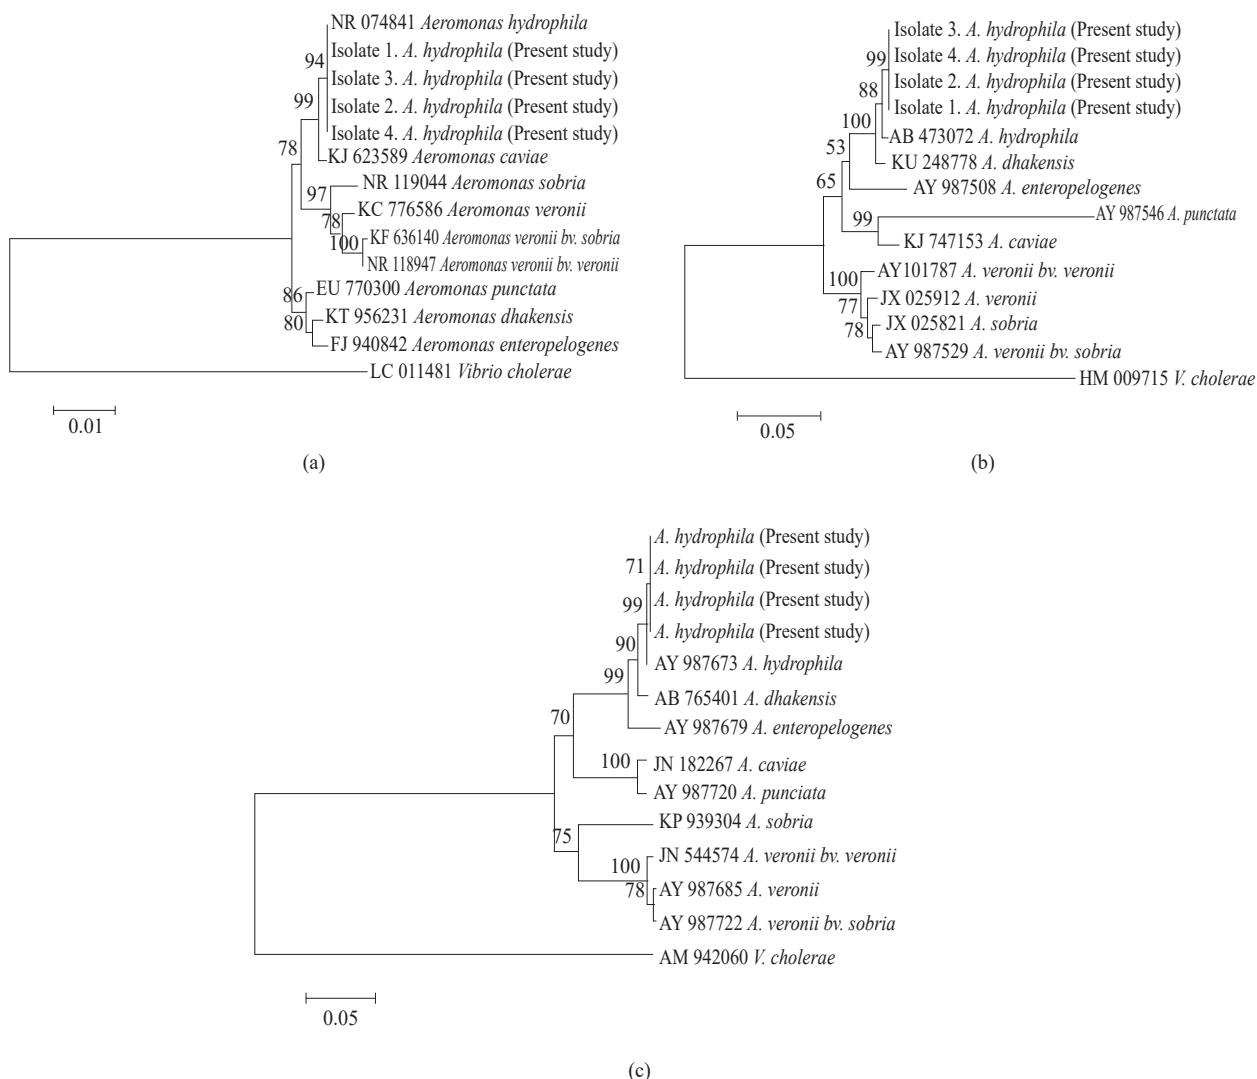 NR 074841 Aeromonas hydrophila
Isolate 1. A. hydrophila (Present study)
94
Isolate 3. A. hydrophila (Present study)
99
Isolate 2. A. hydrophila (Present study)
Isolate 4. A. hydrophila (Present study)
78
KJ 623589 Aeromonas caviae
NR 119044 Aeromonas sobria
97
KC 776586 Aeromonas veronii
78
KF 636140 Aeromonas veronii bv. sobria
100
NR 118947 Aeromonas veronii bv. veronii
86
EU 770300 Aeromonas punctata
KT 956231 Aeromonas dhakensis
80
FJ 940842 Aeromonas enteropelogenes
LC 011481 Vibrio cholerae
0.01
(a)
Isolate 3. A. hydrophila (Present study)
99
Isolate 4. A. hydrophila (Present study)
88
Isolate 2. A. hydrophila (Present study)
Isolate 1. A. hydrophila (Present study)
100
AB 473072 A. hydrophila
53
KU 248778 A. dhakensis
65
AY 987508 A. enteropelogenes
99
AY 987546 A. punctata
KJ 747153 A. caviae
100
AY101787 A. veronii bv. veronii
77
JX 025912 A. veronii
78
JX 025821 A. sobria
AY 987529 A. veronii bv. sobria
HM 009715 V. cholerae
0.05
(b)
A. hydrophila (Present study)
71
A. hydrophila (Present study)
99
A. hydrophila (Present study)
90
A. hydrophila (Present study)
99
AY 987673 A. hydrophila
AB 765401 A. dhakensis
70
AY 987679 A. enteropelogenes
100
JN 182267 A. caviae
AY 987720 A. punciata
75
KP 939304 A. sobria
100
JN 544574 A. veronii bv. veronii
78
AY 987685 A. veronii
AY 987722 A. veronii bv. sobria
AM 942060 V. cholerae
0.05
(c)